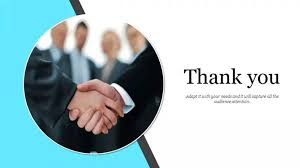 Thank you
Adapt it with your needs and it will capture all the
audience attention.